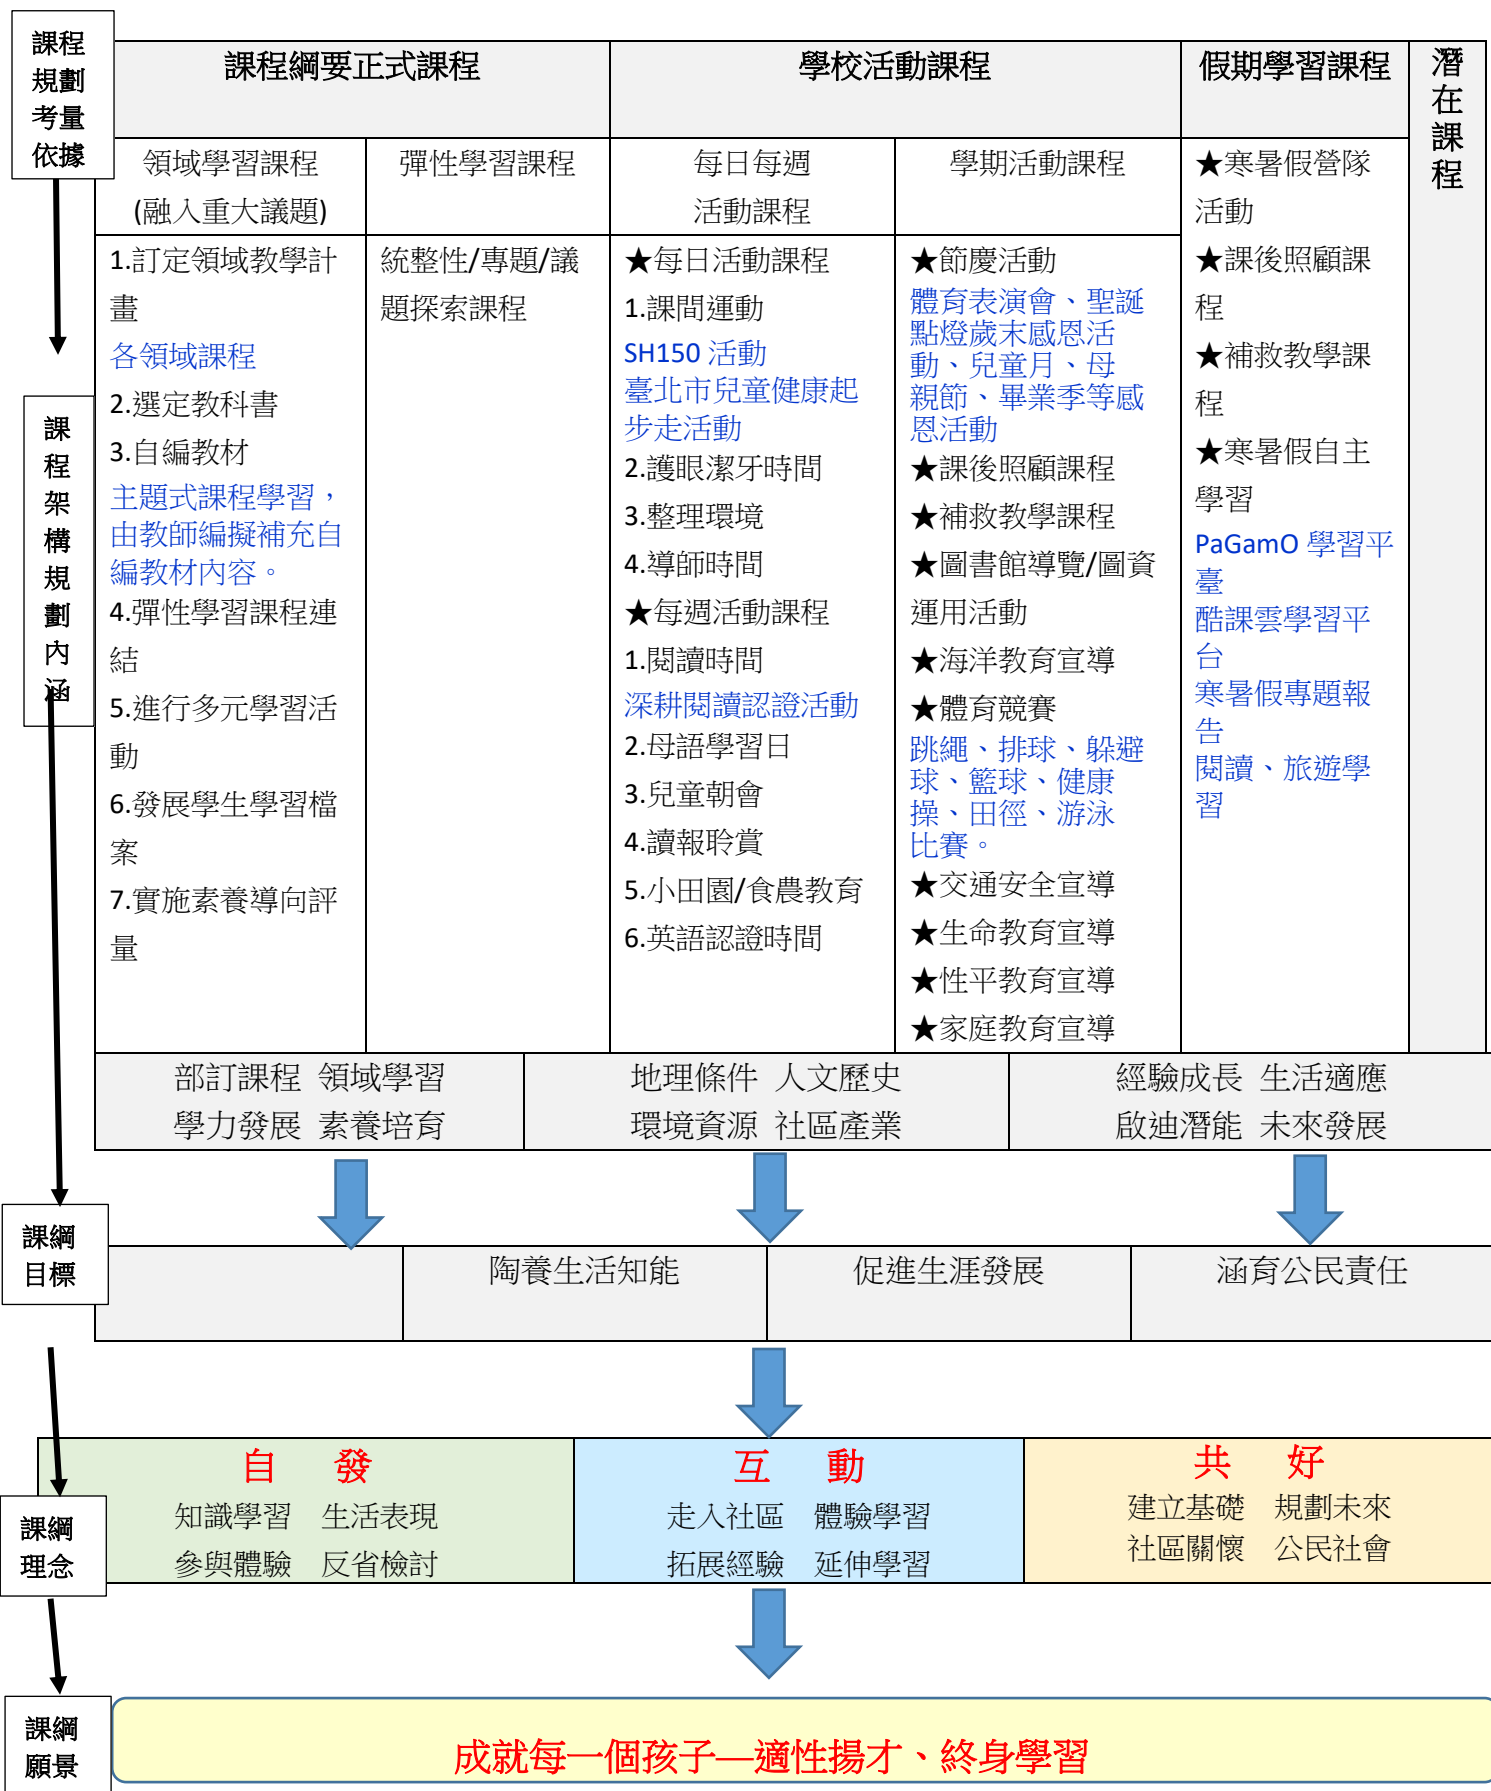 課程
規劃
考量
依據
課程綱要正式課程
學校活動課程
假期學習課程
潛在課程
領域學習課程
(融入重大議題)
彈性學習課程
每日每週
活動課程
學期活動課程
1.訂定領域教學計
畫
各領域課程
2.選定教科書
3.自編教材
主題式課程學習，
由教師編擬補充自
編教材內容。
4.彈性學習課程連
結
5.進行多元學習活
動
6.發展學生學習檔
案
7.實施素養導向評
量
統整性/專題/議
題探索課程
★每日活動課程
1.課間運動
SH150 活動
臺北市兒童健康起
步走活動
2.護眼潔牙時間
3.整理環境
4.導師時間
★每週活動課程
1.閱讀時間
深耕閱讀認證活動
2.母語學習日
3.兒童朝會
4.讀報聆賞
5.小田園/食農教育
6.英語認證時間
★節慶活動
體育表演會、聖誕
點燈歲末感恩活
動、兒童月、母
親節、畢業季等感
恩活動
★課後照顧課程
★補救教學課程
★圖書館導覽/圖資
運用活動
★海洋教育宣導
★體育競賽
跳繩、排球、躲避
球、籃球、健康
操、田徑、游泳
比賽。
★交通安全宣導
★生命教育宣導
★性平教育宣導
★家庭教育宣導
★寒暑假營隊
活動
★課後照顧課
程
★補救教學課
程
★寒暑假自主
學習
PaGamO 學習平
臺
酷課雲學習平
台
寒暑假專題報
告
閱讀、旅遊學
習
課程架構規劃內涵
部訂課程 領域學習
學力發展 素養培育
地理條件 人文歷史
環境資源 社區產業
經驗成長 生活適應
啟迪潛能 未來發展
課綱
目標
陶養生活知能
促進生涯發展
涵育公民責任
課綱
理念
自 發
知識學習 生活表現
參與體驗 反省檢討
互 動
走入社區 體驗學習
拓展經驗 延伸學習
共 好
建立基礎 規劃未來
社區關懷 公民社會
課綱
願景
成就每一個孩子—適性揚才、終身學習